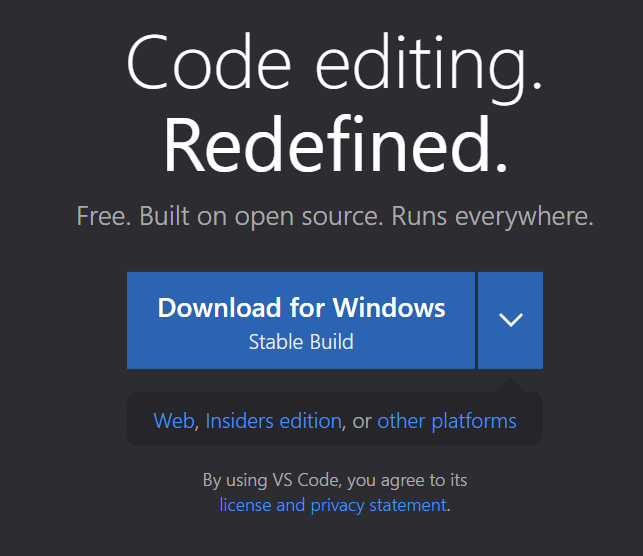 Code editing.
Redefined.
Free. Built on open source. Runs everywhere.
Download for Windows
Stable Build
Web, Insiders edition, or other platforms
By using VS Code, you agree to its
license and privacy statement.